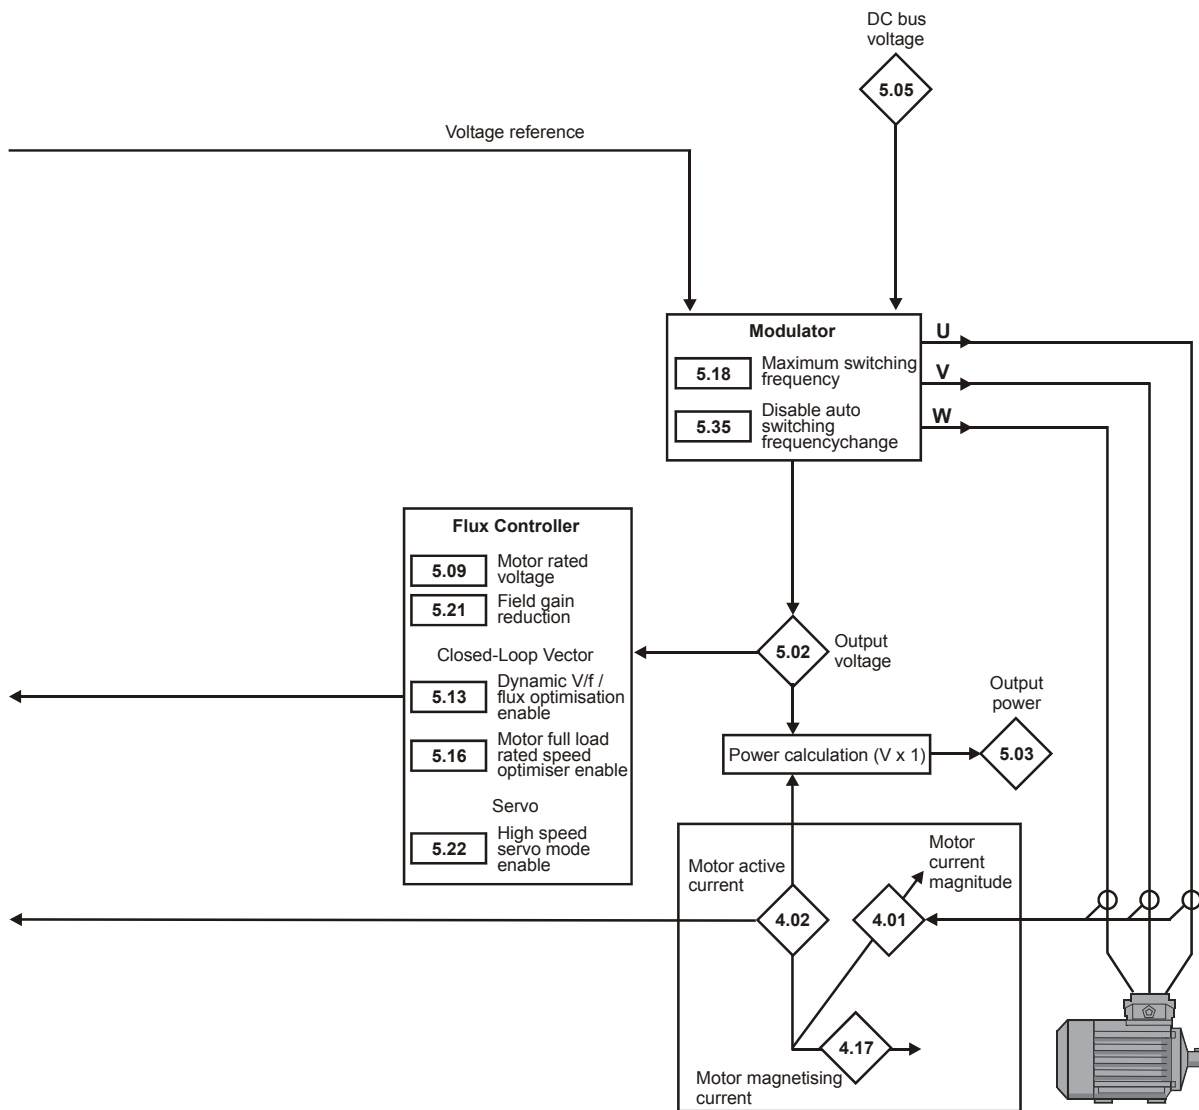 DC bus
voltage
5.05
Voltage reference
Modulator
5.18
Maximum switching
frequency
5.35
Disable auto
switching
frequencychange
U
V
W
Flux Controller
5.09
Motor rated
voltage
5.21
Field gain
reduction
Closed-Loop Vector
5.13
Dynamic V/f /
flux optimisation
enable
5.16
Motor full load
rated speed
optimiser enable
Servo
5.22
High speed
servo mode
enable
5.02
Output
voltage
Output
power
Power calculation (V x 1)
5.03
Motor active
current
4.02
Motor
current
magnitude
4.01
4.17
Motor magnetising
current